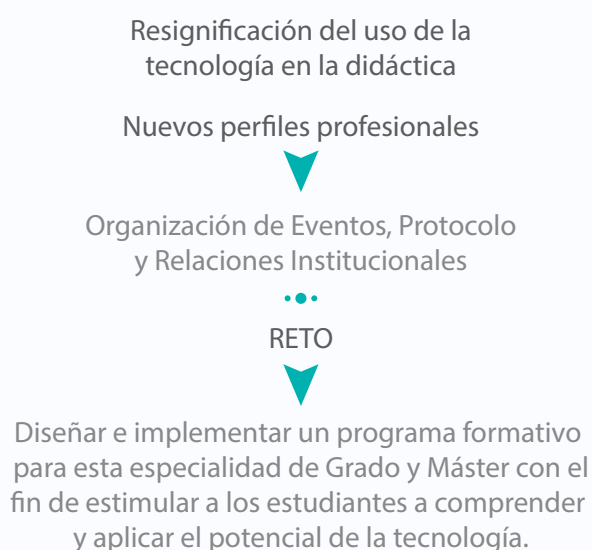 Resignificación del uso de la
tecnología en la didáctica
Nuevos perfiles profesionales
Organización de Eventos, Protocolo
y Relaciones Institucionales
RETO
Diseñar e implementar un programa formativo
para esta especialidad de Grado y Máster con el
fin de estimular a los estudiantes a comprender
y aplicar el potencial de la tecnología.